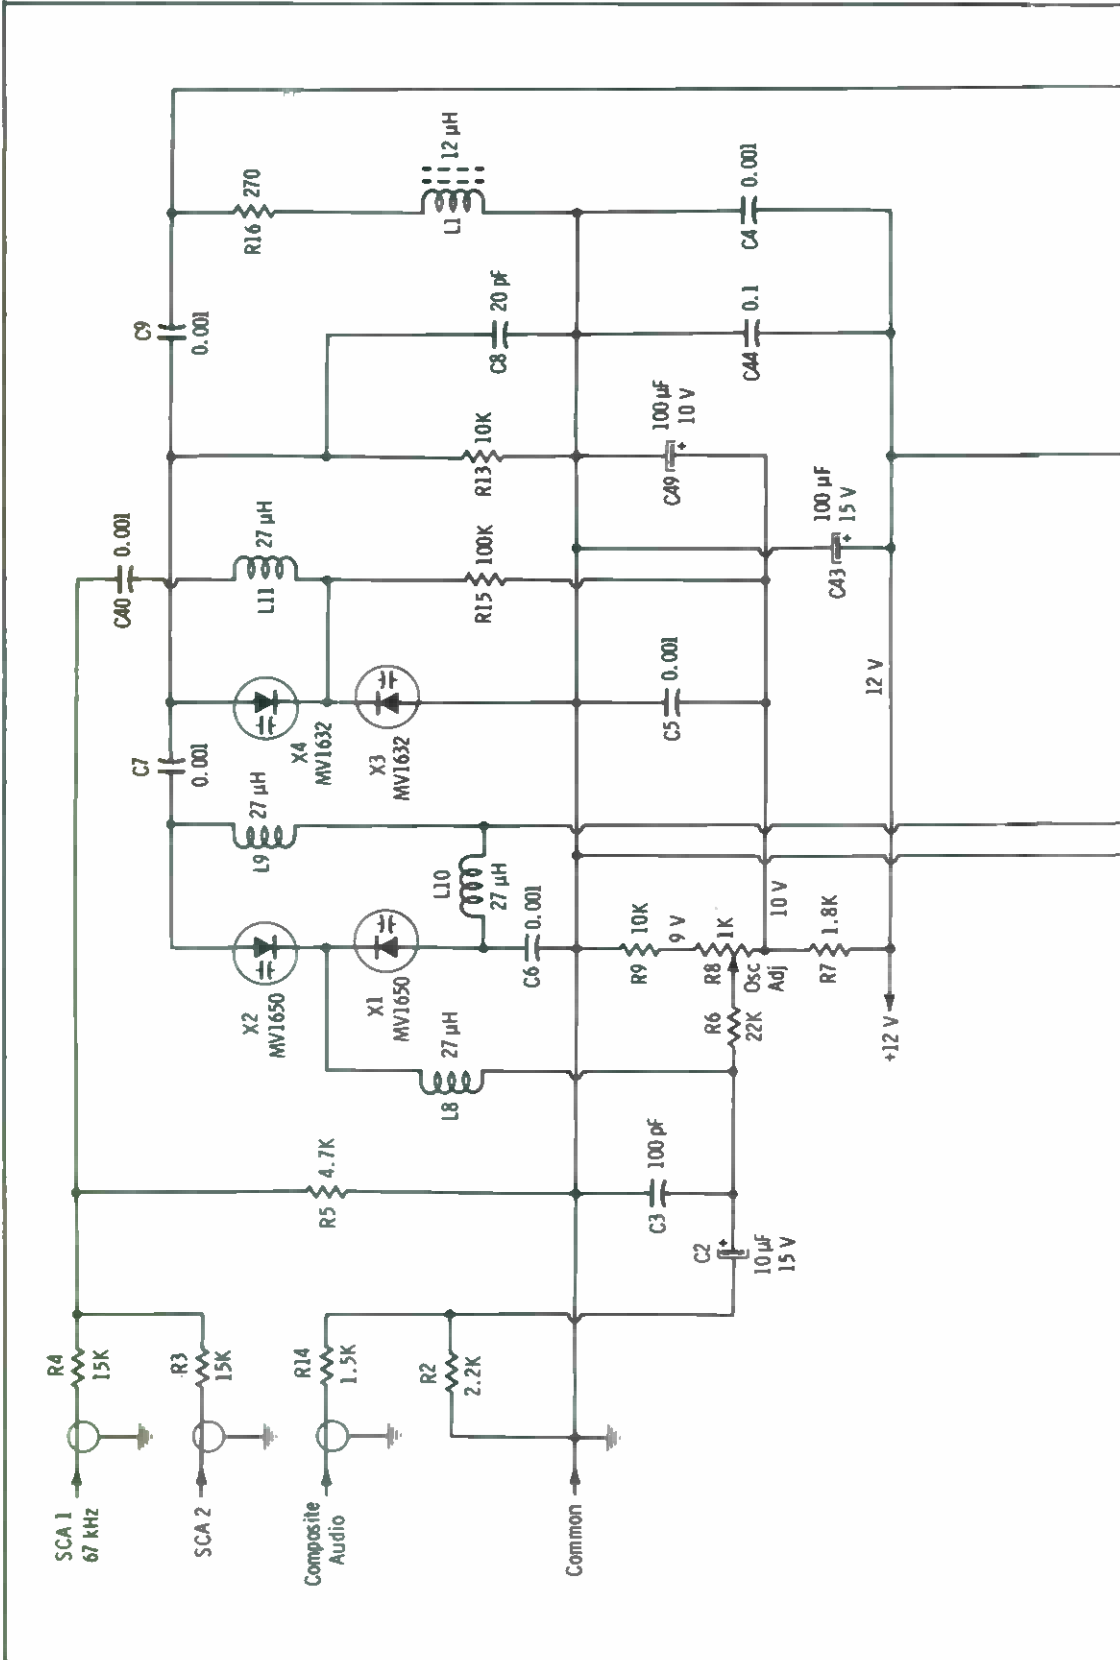 SCA 1
67 kHz
R4
15K
SCA 2
R3
15K
Composite
Audio
R14
1.5K
R2
2.2K
Common
R5 4.7K
C3 100 pF
C2
+
10 µF
15 V
L8 27 µH
X2
MV1650
X1
MV1650
L9 27 µH
L10
27 µH
C6 0.001
R6
22K
R9 10K
9 V
R8 1K
Osc
Adj
10 V
R7 1.8K
+12 V
12 V
C7
0.001
X4
MV1632
X3
MV1632
C5 0.001
C40 0.001
L11 27 µH
R15 100K
R13 10K
C49
+
100 µF
10 V
C43
+
100 µF
15 V
C9
0.001
C8 20 pF
C44 0.1
R16 270
L1 12 µH
C4 0.001